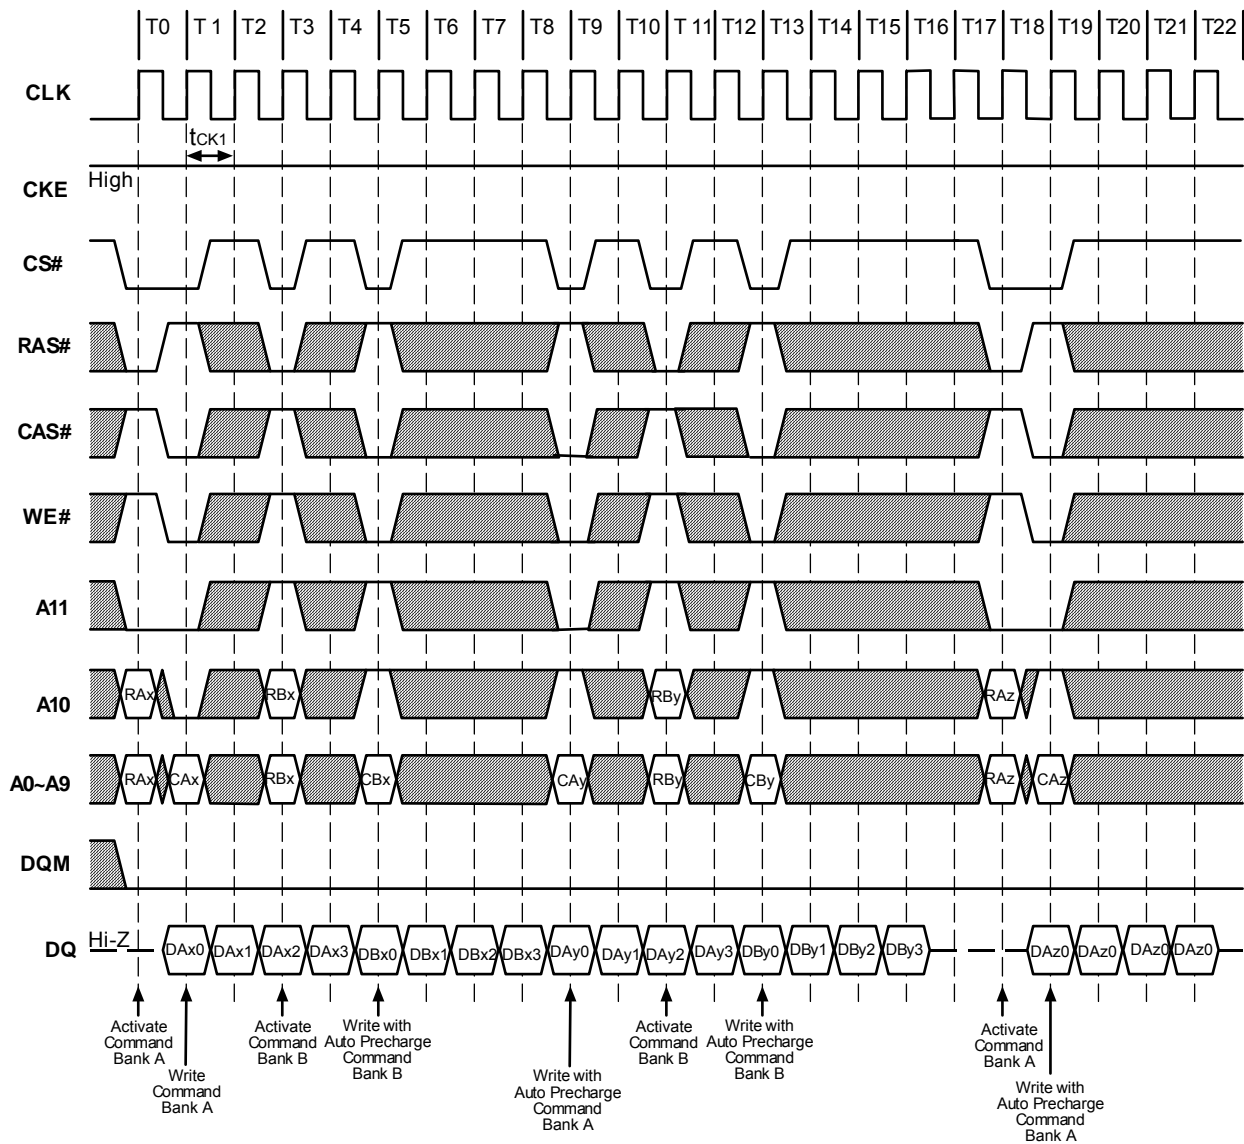 T0 T 1 T2 T3 T4 T5 T6 T7 T8 T9 T10 T 11 T12 T13 T14 T15 T16 T17 T18 T19 T20 T21 T22
CLK
tCK1
High
CKE
CS#
RAS#
CAS#
WE#
A11
A10 RAx RBx RBy RAz
A0~A9 RAx CAx RBx CBx CAy RBy CBy RAz CAz
DQM
DQ Hi-Z DAx0 DAx1 DAx2 DAx3 DBx0 DBx1 DBx2 DBx3 DAy0 DAy1 DAy2 DAy3 DBy0 DBy1 DBy2 DBy3 DAz0 DAz0 DAz0 DAz0
Activate
Command
Bank A
Write
Command
Bank A
Activate
Command
Bank B
Write with
Auto Precharge
Command
Bank B
Write with
Auto Precharge
Command
Bank A
Activate
Command
Bank B
Write with
Auto Precharge
Command
Bank B
Activate
Command
Bank A
Write with
Auto Precharge
Command
Bank A